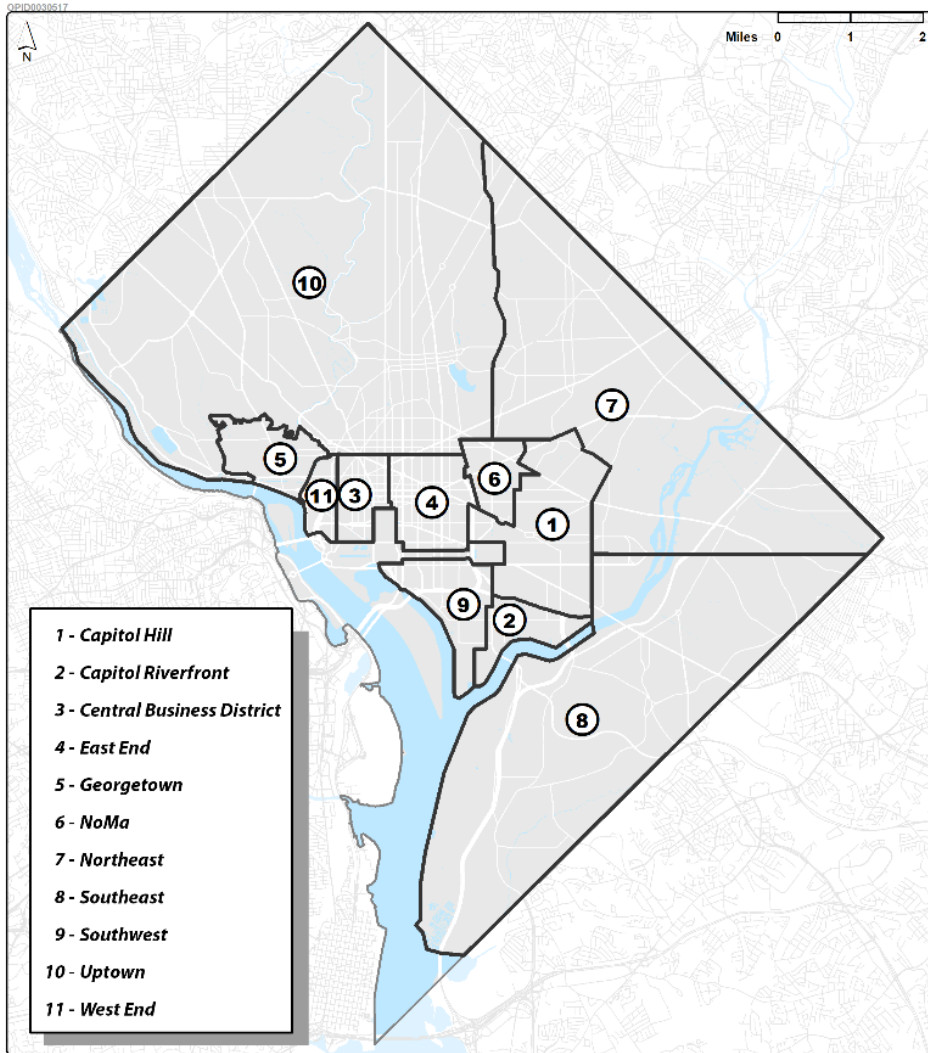 OPID0030517
N
Miles 0 1 2
10
7
5
6
11
3
4
1
9
2
8
1 - Capitol Hill
2 - Capitol Riverfront
3 - Central Business District
4 - East End
5 - Georgetown
6 - NoMa
7 - Northeast
8 - Southeast
9 - Southwest
10 - Uptown
11 - West End